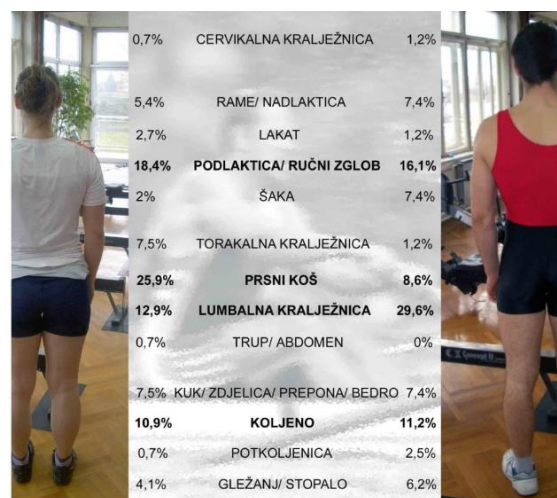 0,7% CERVIKALNA KRALJEŽNICA 1,2%
5,4% RAME/ NADLAKTICA 7,4%
2,7% LAKAT 1,2%
18,4% PODLAKTICA/ RUČNI ZGLOB 16,1%
2% ŠAKA 7,4%
7,5% TORAKALNA KRALJEŽNICA 1,2%
25,9% PRSNI KOŠ 8,6%
12,9% LUMBALNA KRALJEŽNICA 29,6%
0,7% TRUP/ ABDOMEN 0%
7,5% KUK/ ZDJELICA/ PREPONA/ BEDRO 7,4%
10,9% KOLJENO 11,2%
0,7% POTKOLJENICA 2,5%
4,1% GLEŽANJ/ STOPALO 6,2%